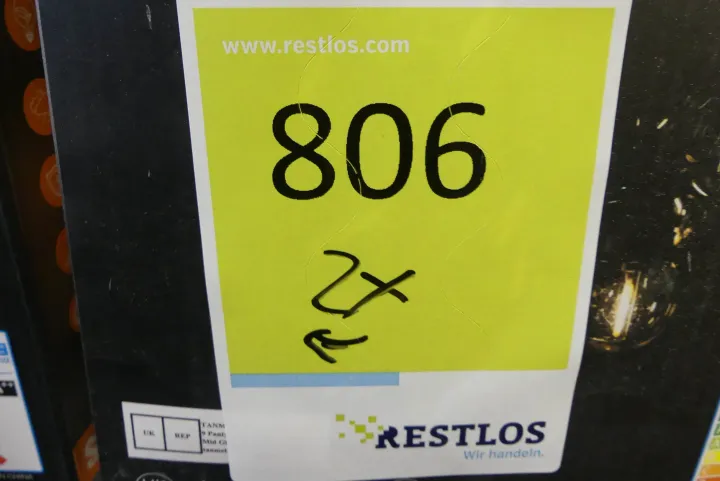 www.restlos.com
806
2x
UK REP
RESTLOS
Wir handeln.